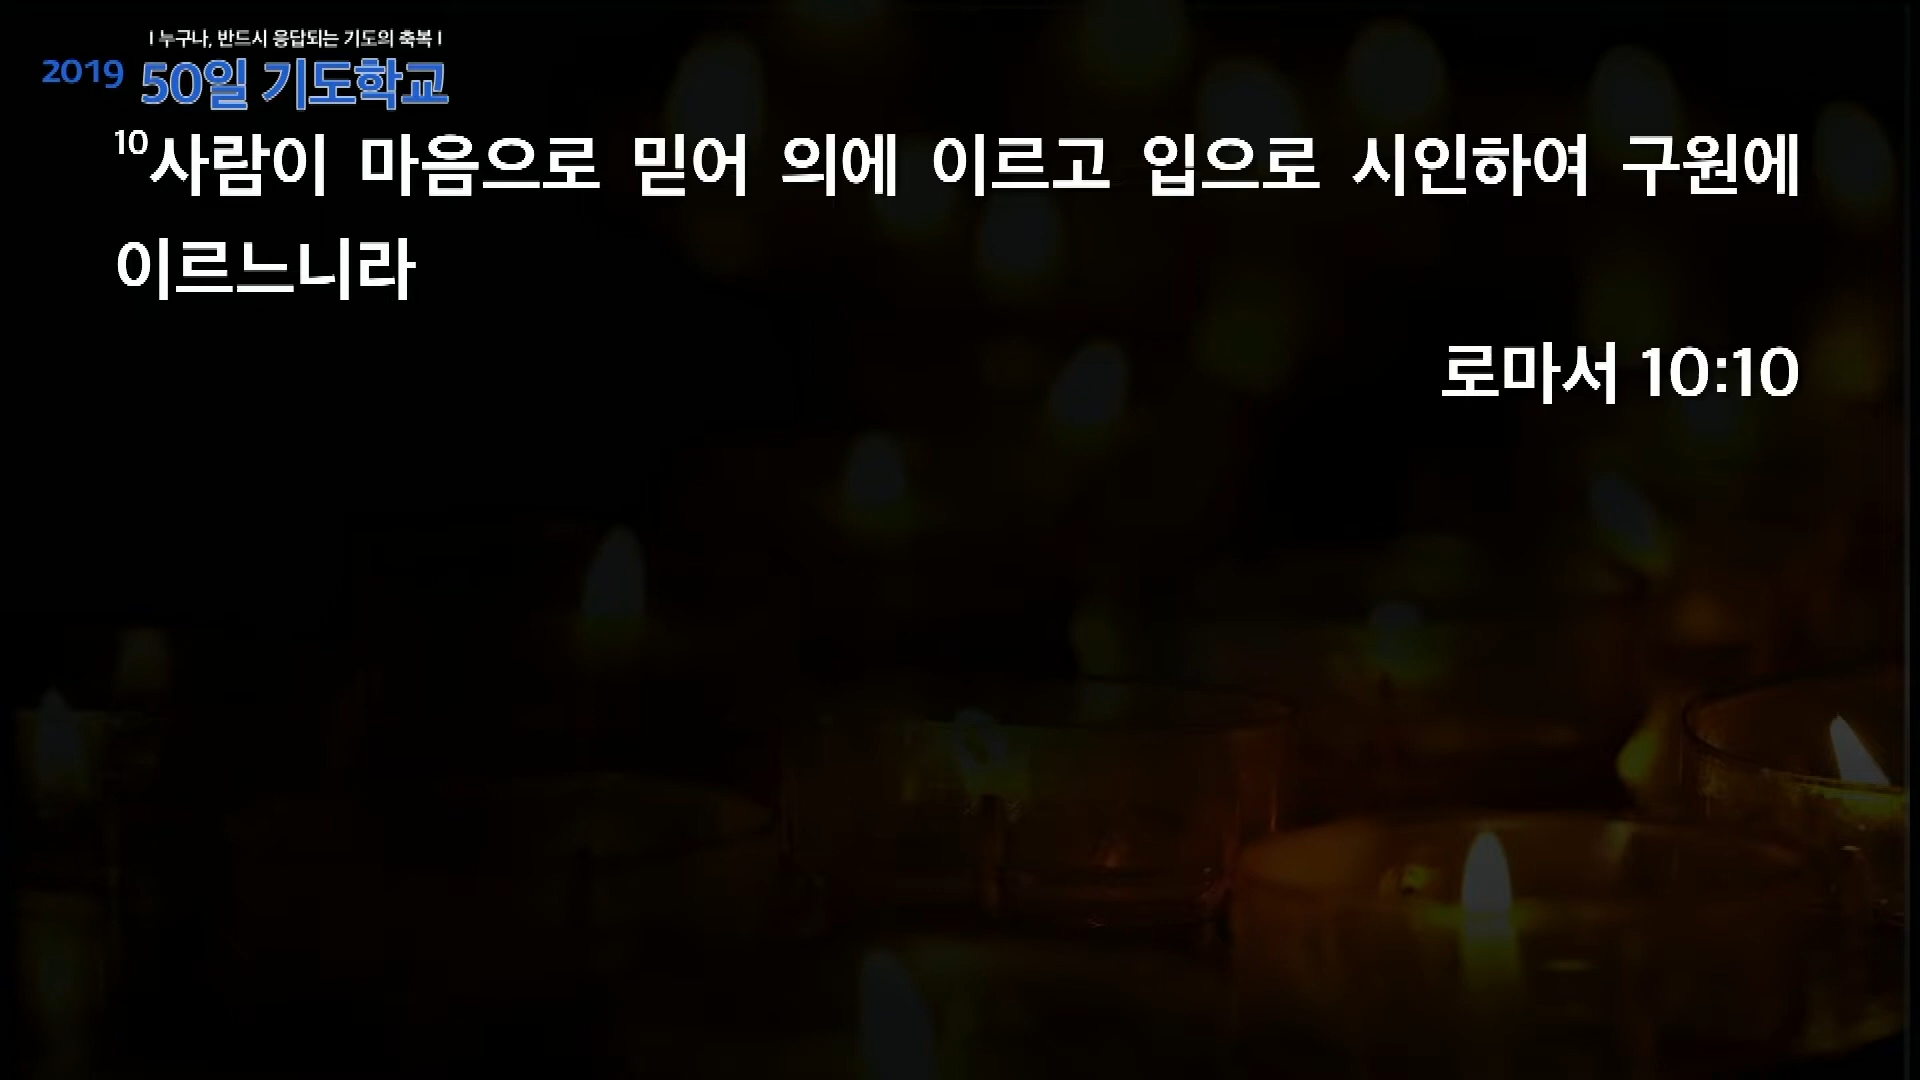 | 누구나, 반드시 응답되는 기도의 축복 |
2019 50일 기도학교
10사람이 마음으로 믿어 의에 이르고 입으로 시인하여 구원에
이르느니라
로마서 10:10